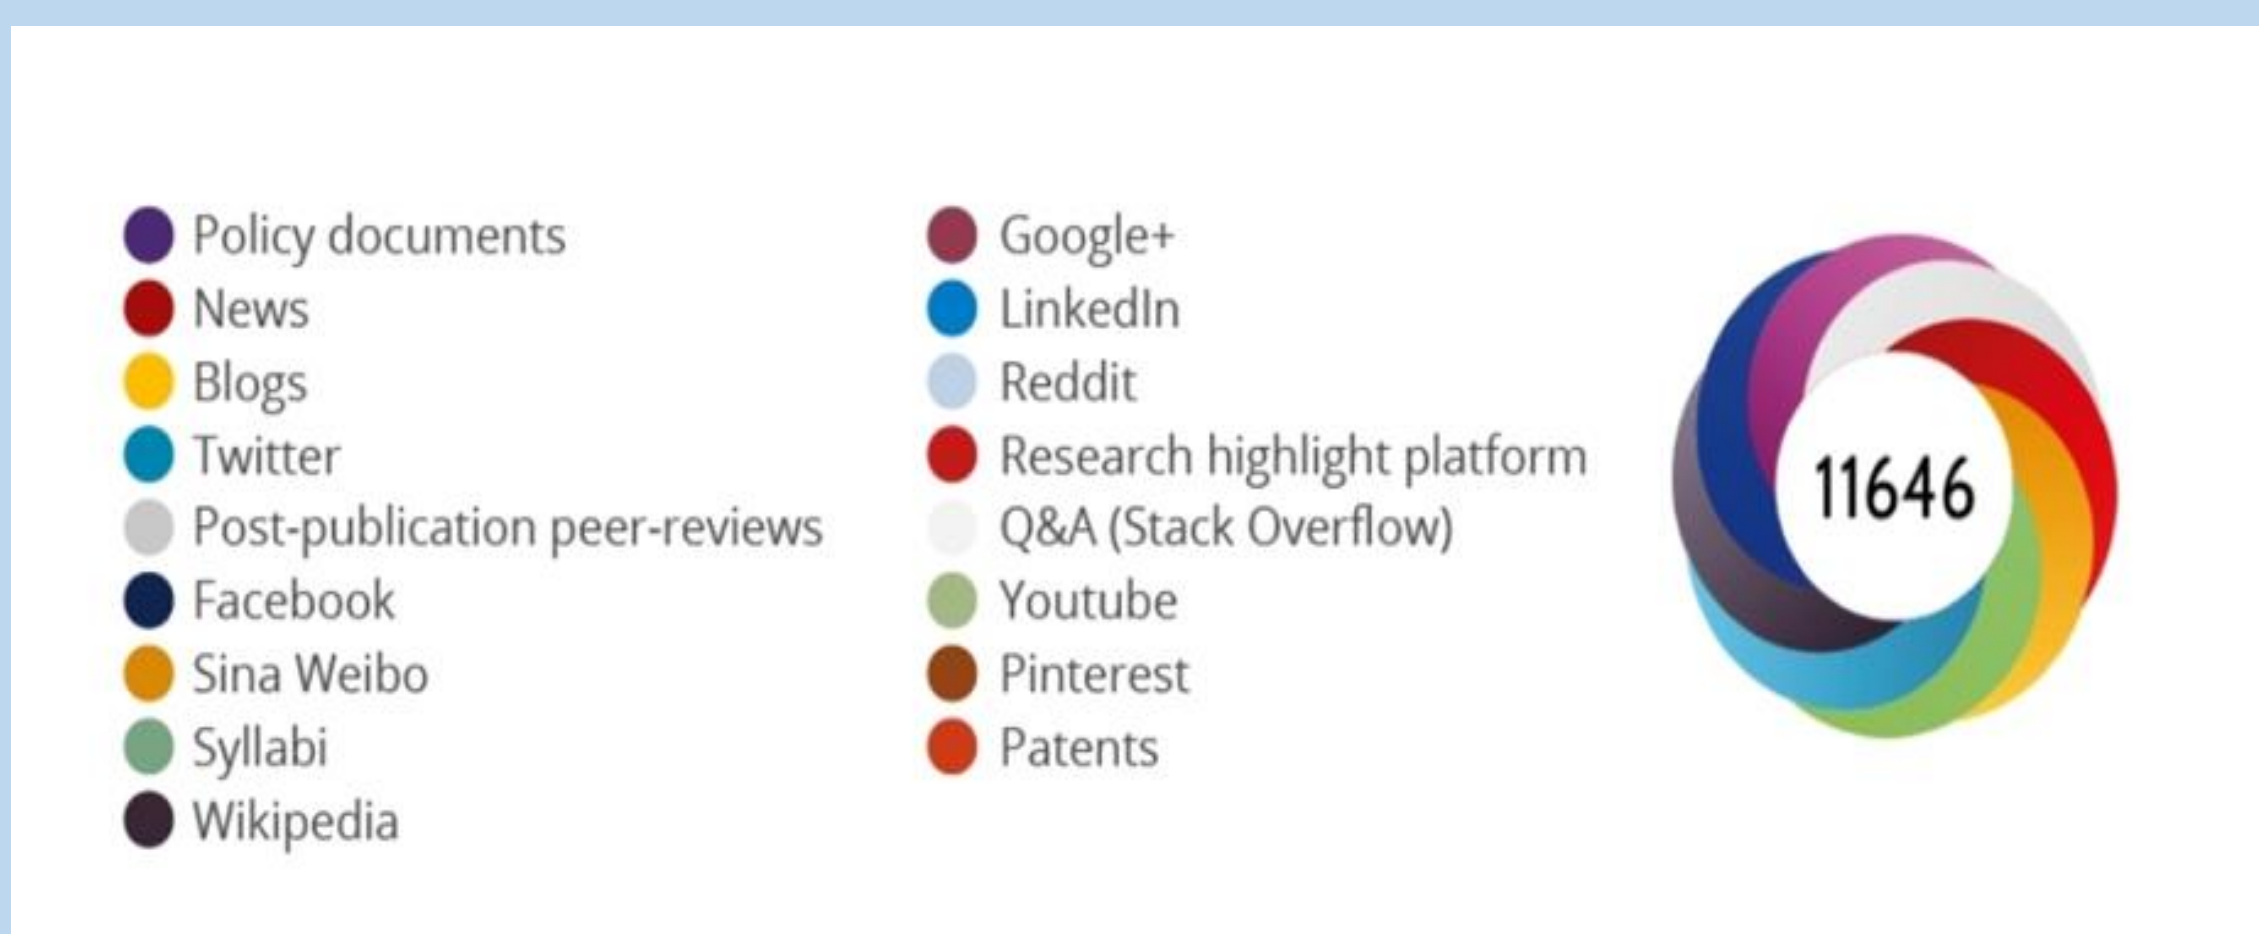 Policy documents
News
Blogs
Twitter
Post-publication peer-reviews
Facebook
Sina Weibo
Syllabi
Wikipedia
Google+
LinkedIn
Reddit
Research highlight platform
Q&A (Stack Overflow)
Youtube
Pinterest
Patents
11646